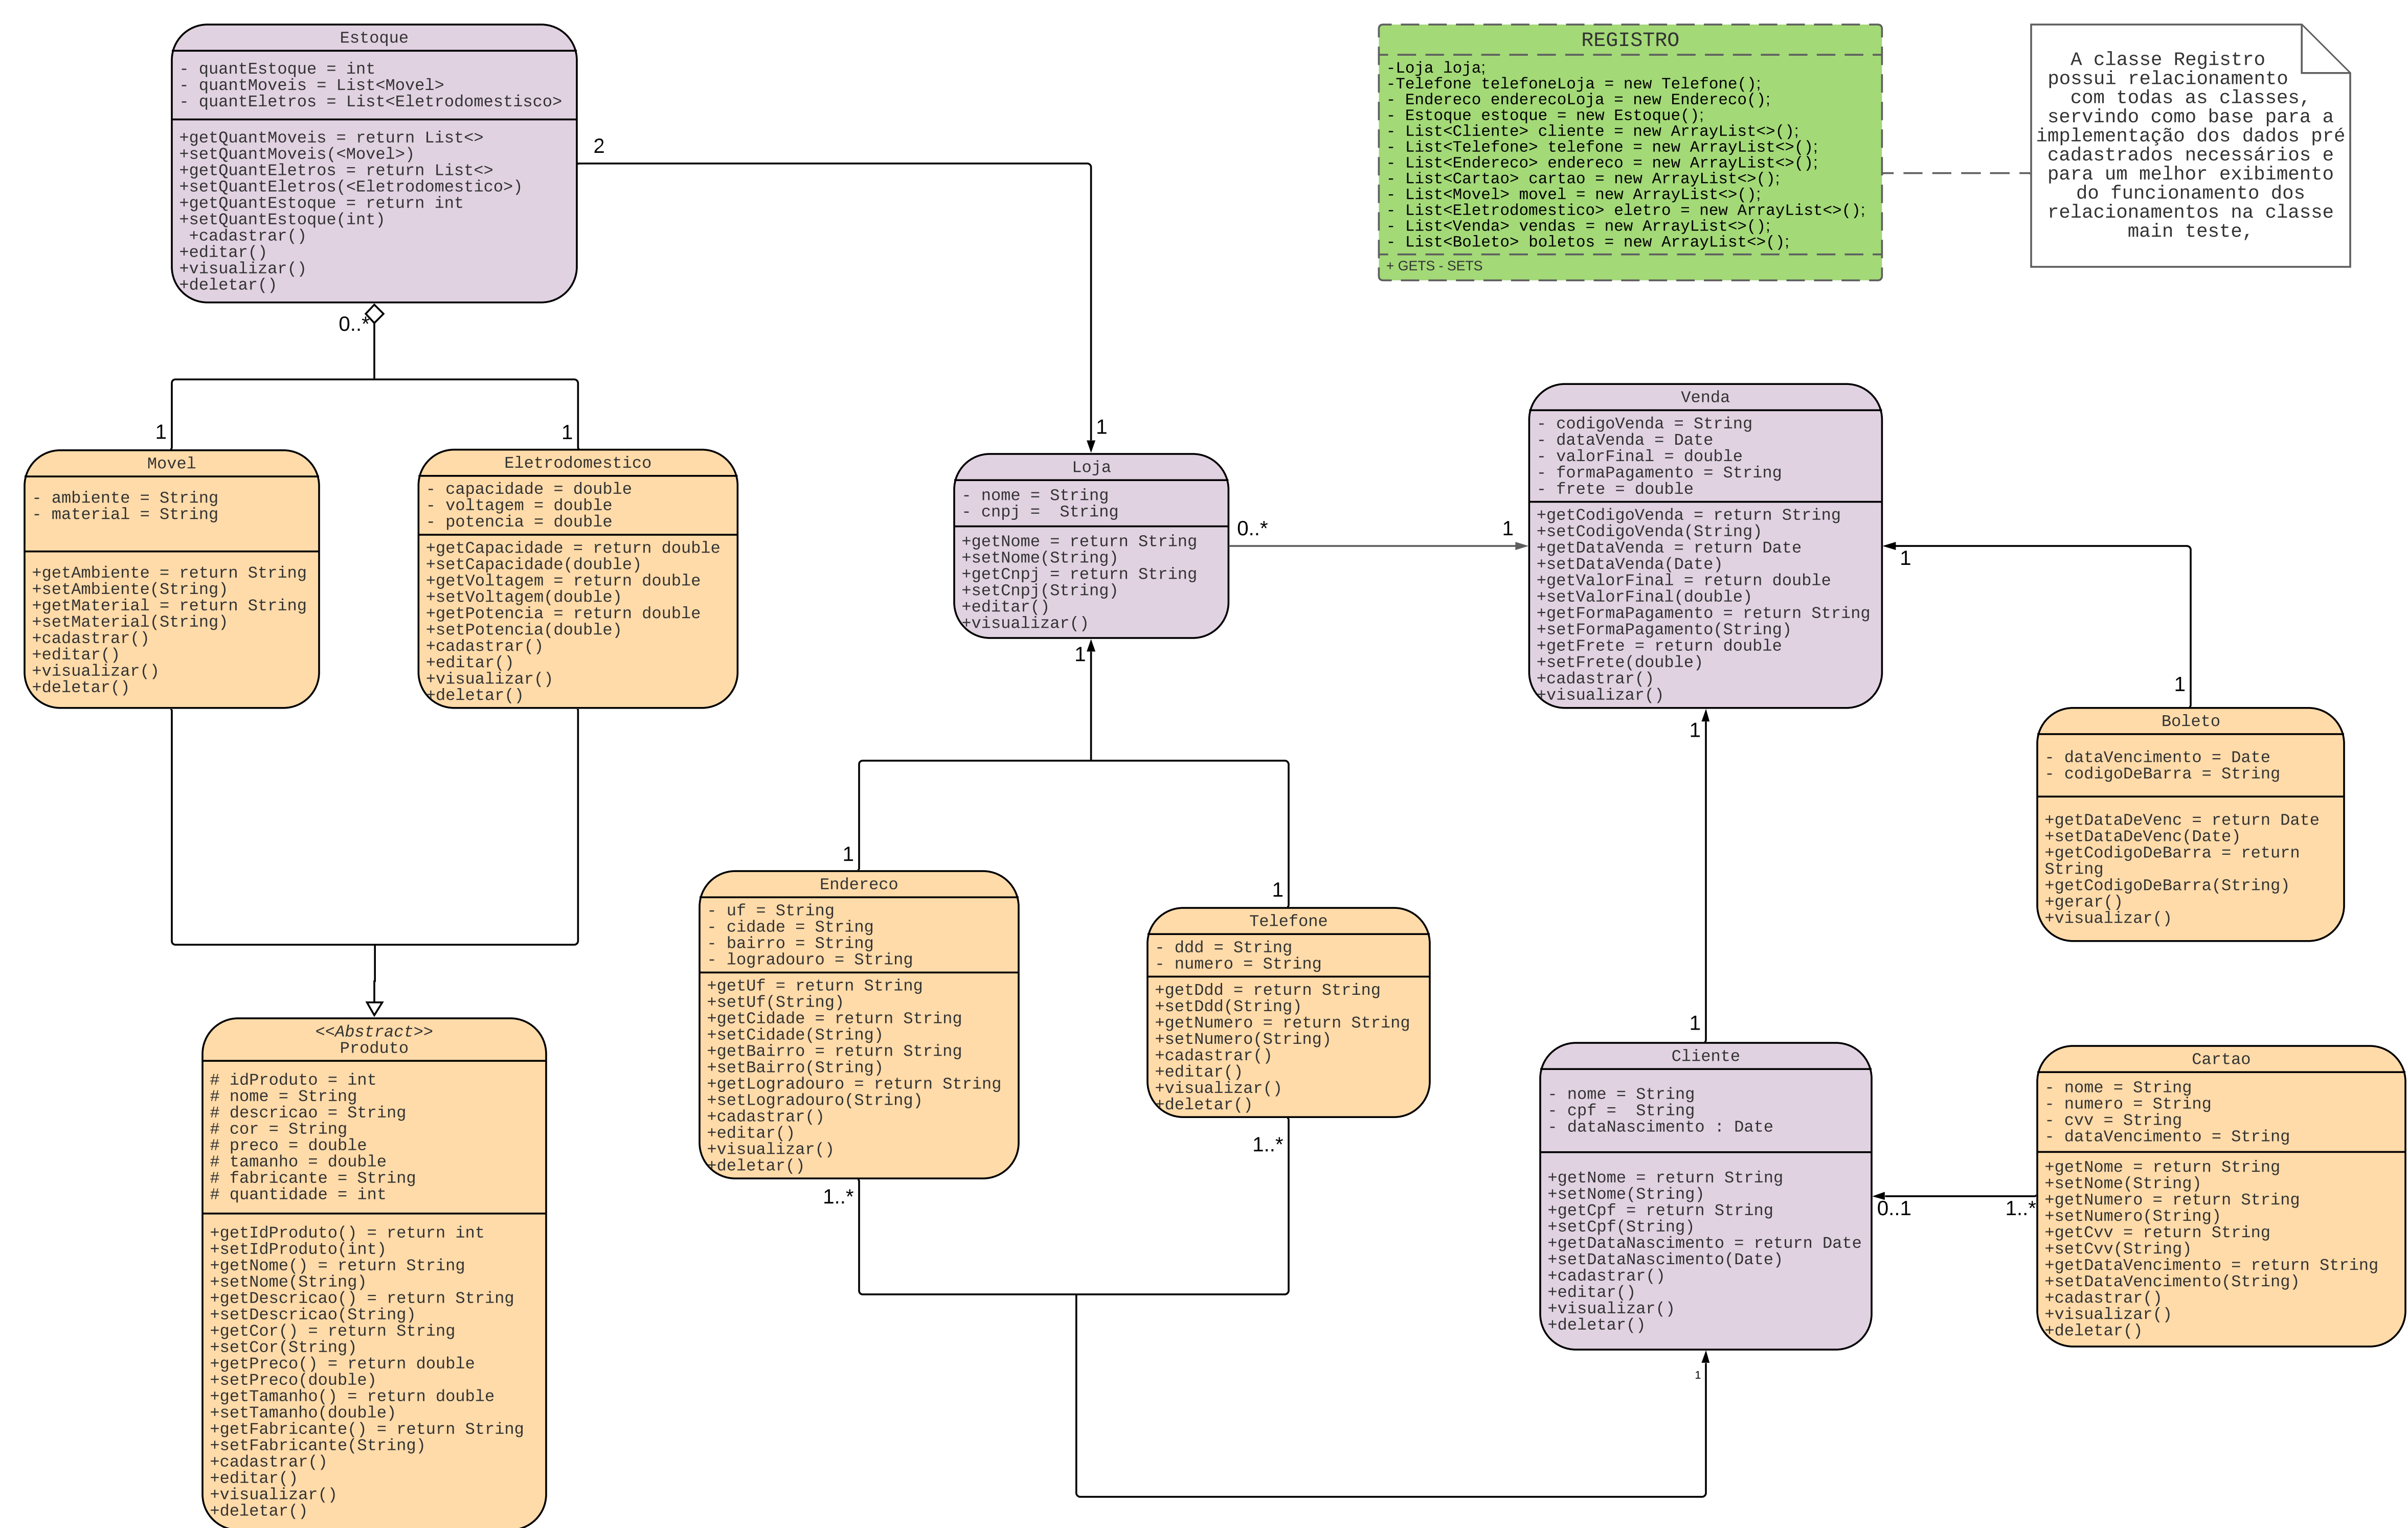 Estoque
- quantEstoque = int
- quantMoveis = List<Movel>
- quantEletros = List<Eletrodomestisco>
+getQuantMoveis = return List<>
+setQuantMoveis(<Movel>)
+getQuantEletros = return List<>
+setQuantEletros(<Eletrodomestico>)
+getQuantEstoque = return int
+setQuantEstoque(int)
+cadastrar()
+editar()
+visualizar()
+deletar()
2
0..*
1
1
1
REGISTRO
-Loja loja;
-Telefone telefoneLoja = new Telefone();
- Endereco enderecoLoja = new Endereco();
- Estoque estoque = new Estoque();
- List<Cliente> cliente = new ArrayList<>();
- List<Telefone> telefone = new ArrayList<>();
- List<Endereco> endereco = new ArrayList<>();
- List<Cartao> cartao = new ArrayList<>();
- List<Movel> movel = new ArrayList<>();
- List<Eletrodomestico> eletro = new ArrayList<>();
- List<Venda> vendas = new ArrayList<>();
- List<Boleto> boletos = new ArrayList<>();
+ GETS - SETS
A classe Registro
possui relacionamento
com todas as classes,
servindo como base para a
implementação dos dados pré
cadastrados necessários e
para um melhor exibimento
do funcionamento dos
relacionamentos na classe
main teste,
Movel
- ambiente = String
- material = String
+getAmbiente = return String
+setAmbiente(String)
+getMaterial = return String
+setMaterial(String)
+cadastrar()
+editar()
+visualizar()
+deletar()
Eletrodomestico
- capacidade = double
- voltagem = double
- potencia = double
+getCapacidade = return double
+setCapacidade(double)
+getVoltagem = return double
+setVoltagem(double)
+getPotencia = return double
+setPotencia(double)
+cadastrar()
+editar()
+visualizar()
+deletar()
Loja
- nome = String
- cnpj =  String
+getNome = return String
+setNome(String)
+getCnpj = return String
+setCnpj(String)
+editar()
+visualizar()
0..*
1
1
Venda
- codigoVenda = String
- dataVenda = Date
- valorFinal = double
- formaPagamento = String
- frete = double
+getCodigoVenda = return String
+setCodigoVenda(String)
+getDataVenda = return Date
+setDataVenda(Date)
+getValorFinal = return double
+setValorFinal(double)
+getFormaPagamento = return String
+setFormaPagamento(String)
+getFrete = return double
+setFrete(double)
+cadastrar()
+visualizar()
1
1
1
Boleto
- dataVencimento = Date
- codigoDeBarra = String
+getDataDeVenc = return Date
+setDataDeVenc(Date)
+getCodigoDeBarra = return
String
+getCodigoDeBarra(String)
+gerar()
+visualizar()
1
Endereco
- uf = String
- cidade = String
- bairro = String
- logradouro = String
+getUf = return String
+setUf(String)
+getCidade = return String
+setCidade(String)
+getBairro = return String
+setBairro(String)
+getLogradouro = return String
+setLogradouro(String)
+cadastrar()
+editar()
+visualizar()
+deletar()
1..*
1
Telefone
- ddd = String
- numero = String
+getDdd = return String
+setDdd(String)
+getNumero = return String
+setNumero(String)
+cadastrar()
+editar()
+visualizar()
+deletar()
1..*
<<Abstract>>
Produto
# idProduto = int
# nome = String
# descricao = String
# cor = String
# preco = double
# tamanho = double
# fabricante = String
# quantidade = int
+getIdProduto() = return int
+setIdProduto(int)
+getNome() = return String
+setNome(String)
+getDescricao() = return String
+setDescricao(String)
+getCor() = return String
+setCor(String)
+getPreco() = return double
+setPreco(double)
+getTamanho() = return double
+setTamanho(double)
+getFabricante() = return String
+setFabricante(String)
+cadastrar()
+editar()
+visualizar()
+deletar()
1
Cliente
- nome = String
- cpf =  String
- dataNascimento : Date
+getNome = return String
+setNome(String)
+getCpf = return String
+setCpf(String)
+getDataNascimento = return Date
+setDataNascimento(Date)
+cadastrar()
+editar()
+visualizar()
+deletar()
1
0..1
1..*
Cartao
- nome = String
- numero = String
- cvv = String
- dataVencimento = String
+getNome = return String
+setNome(String)
+getNumero = return String
+setNumero(String)
+getCvv = return String
+setCvv(String)
+getDataVencimento = return String
+setDataVencimento(String)
+cadastrar()
+visualizar()
+deletar()